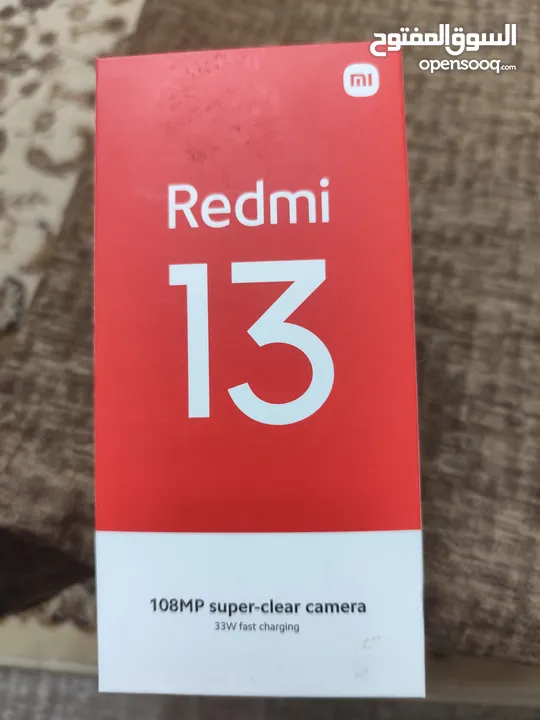 السوق المفتوح
opensooq.com
mi
Redmi
13
108MP super-clear camera
33W fast charging